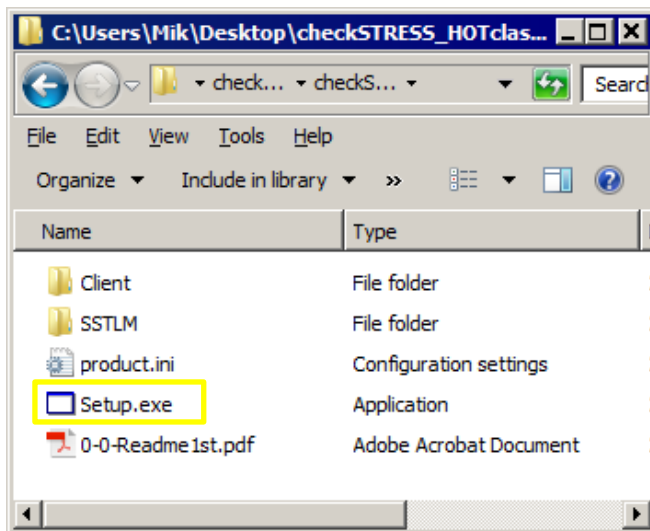 C:\Users\Mik\Desktop\checkSTRESS_HOTclas...
check... checkS...
Search
File Edit View Tools Help
Organize Include in library »
Name Type
Client File folder
SSTLM File folder
product.ini Configuration settings
Setup.exe Application
0-0-Readme1st.pdf Adobe Acrobat Document